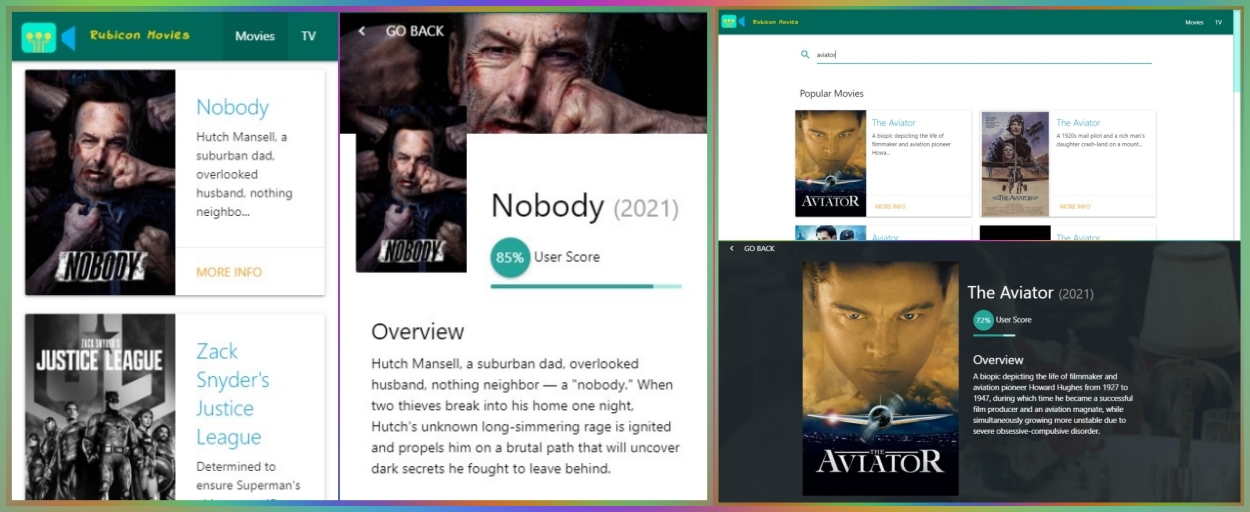 Rubicon Movies
Movies
TV
Nobody
Hutch Mansell, a
suburban dad,
overlooked
husband, nothing
neighbo...
MORE INFO
NOBODY
ZACK SNYDER'S
JUSTICE LEAGUE
Zack
Snyder's
Justice
League
Determined to
ensure Superman's
GO BACK
NOBODY
Nobody (2021)
85% User Score
Overview
Hutch Mansell, a suburban dad, overlooked
husband, nothing neighbor — a "nobody." When
two thieves break into his home one night,
Hutch's unknown long-simmering rage is ignited
and propels him on a brutal path that will uncover
dark secrets he fought to leave behind.
Rubicon Movies
Movies
TV
aviator
Popular Movies
The Aviator
A biopic depicting the life of
filmmaker and aviation pioneer
Howa...
MORE INFO
THE
AVIATOR
The Aviator
A 1920s mail pilot and a rich man's
daughter crash-land on a mount...
MORE INFO
THE AVIATOR
Aviator
The Aviator
GO BACK
THE
AVIATOR
The Aviator (2021)
72% User Score
Overview
A biopic depicting the life of filmmaker and
aviation pioneer Howard Hughes from 1927 to
1947, during which time he became a successful
film producer and an aviation magnate, while
simultaneously growing more unstable due to
severe obsessive-compulsive disorder.